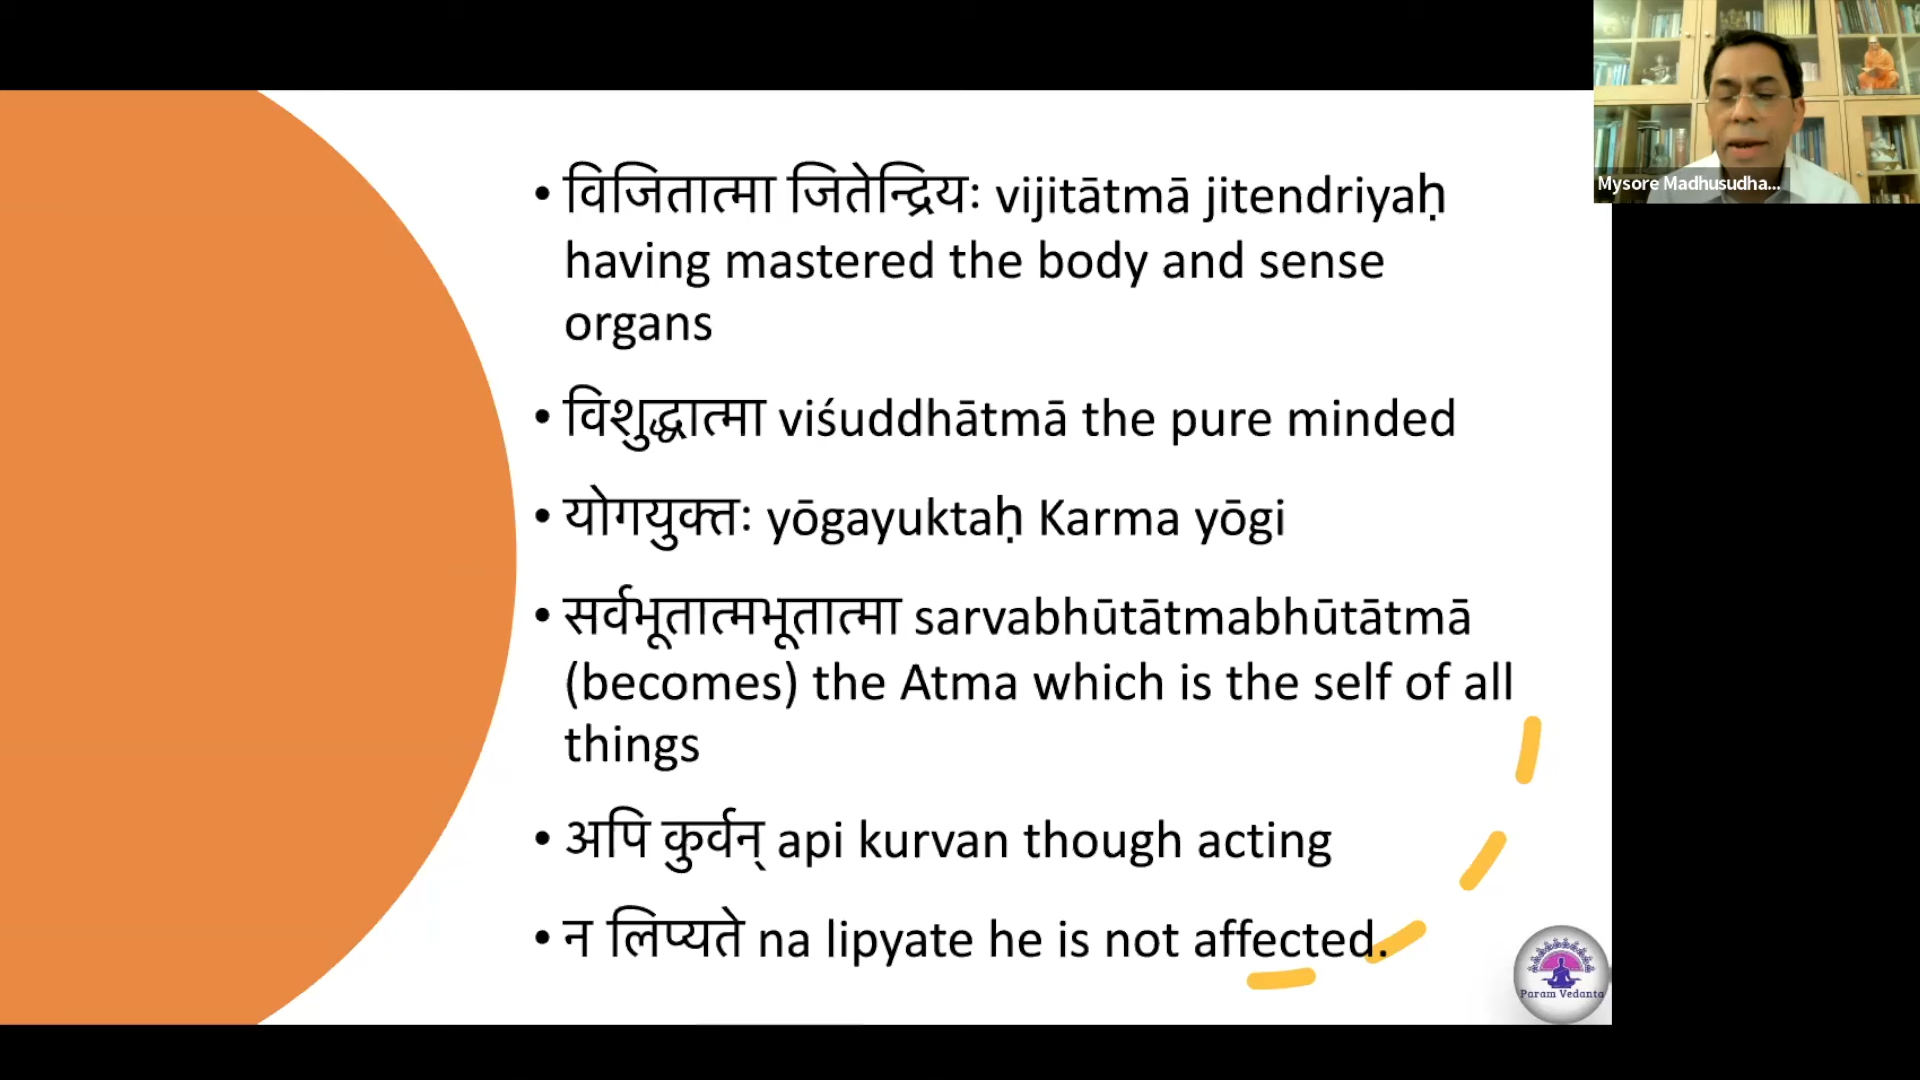 Mysore Madhusudha...
• विजितात्मा जितेन्द्रियः vijitātmā jitendriyaḥ
having mastered the body and sense
organs
• विशुद्धात्मा viśuddhātmā the pure minded
• योगयुक्तः yōgayuktaḥ Karma yōgi
• सर्वभूतात्मभूतात्मा sarvabhūtātmabhūtātmā
(becomes) the Atma which is the self of all
things
• अपि कुर्वन् api kurvan though acting
• न लिप्यते na lipyate he is not affected.
Param Vedanta